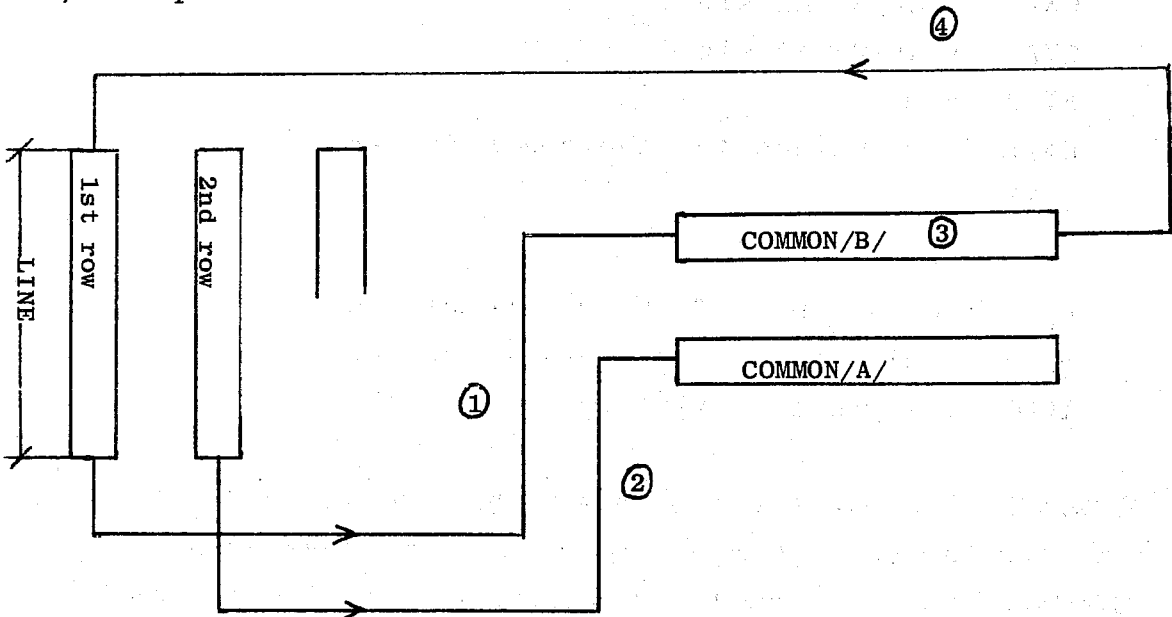 ④
1st row
2nd row
LINE
COMMON/B/ ③
COMMON/A/
①
②